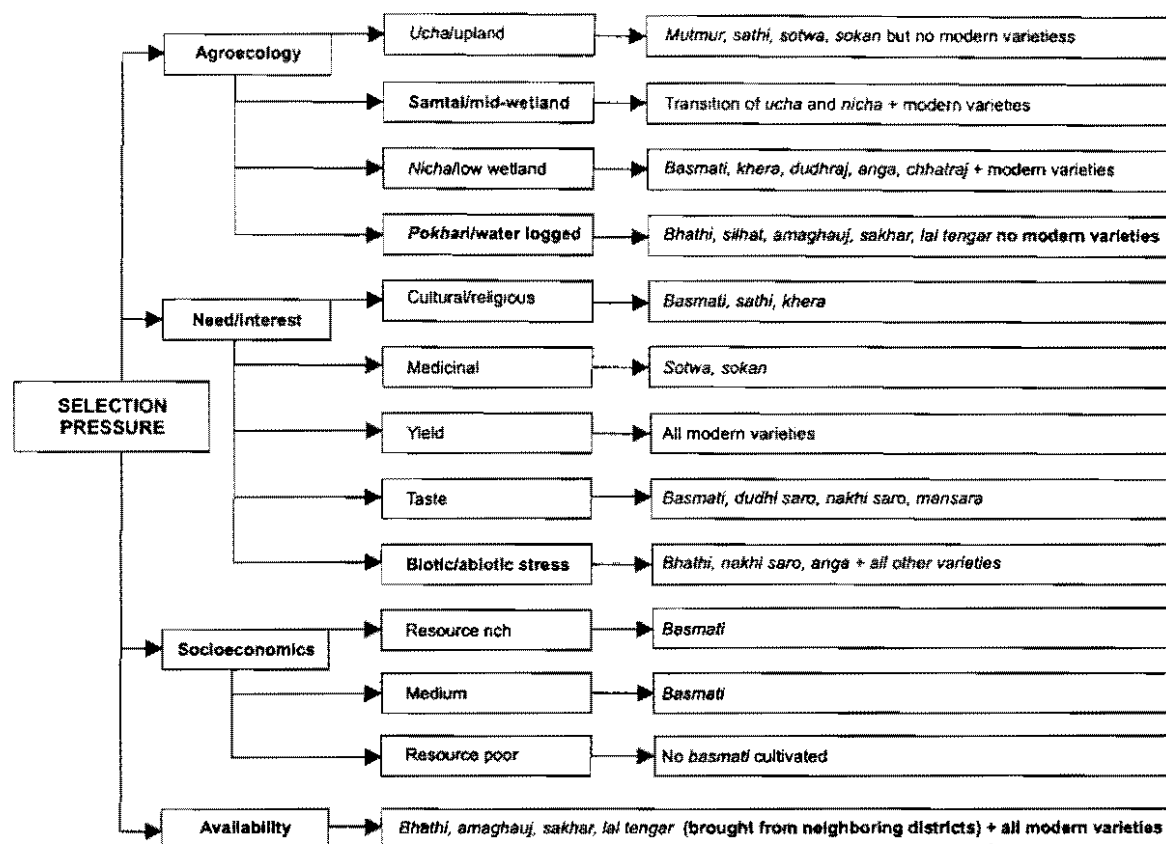 Ucha/upland
Mutmur, sathi, sotwa, sokan but no modern varietiess
Agroecology
Samtal/mid-wetland
Transition of ucha and nicha + modern varieties
Nicha/low wetland
Basmati, khera, dudhraj, anga, chhatraj + modern varieties
Pokhari/water logged
Bhathi, silhat, amaghauj, sakhar, lal tengar no modern varieties
Cultural/religious
Basmati, sathi, khera
Need/interest
Medicinal
Sotwa, sokan
SELECTION
PRESSURE
Yield
All modern varieties
Taste
Basmati, dudhi saro, nakhi saro, mansara
Biotic/abiotic stress
Bhathi, nakhi saro, anga + all other varieties
Resource rich
Basmati
Socioeconomics
Medium
Basmati
Resource poor
No basmati cultivated
Availability
Bhathi, amaghauj, sakhar, lal tengar (brought from neighboring districts) + all modern varieties